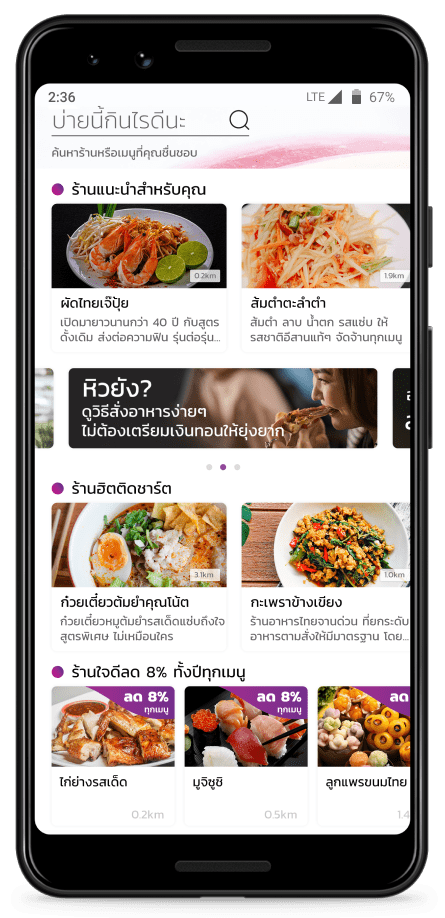 2:36
LTE 67%
บ่ายนี้กินไรดีนะ
ค้นหาร้านหรือเมนูที่คุณชื่นชอบ
ร้านแนะนำสำหรับคุณ
0.2km
1.9km
ผัดไทยเจ๊ปุ้ย
เปิดมายาวนานกว่า 40 ปี กับสูตร
ดั้งเดิม ส่งต่อความฟิน รุ่นต่อรุ่น...
ส้มตำตะลำตำ
ส้มตำ ลาบ น้ำตก รสแซ่บ ให้
รสชาติอีสานแท้ๆ จัดจ้านทุกเมนู
หิวยัง?
ดูวิธีสั่งอาหารง่ายๆ
ไม่ต้องเตรียมเงินทอนให้ยุ่งยาก
ร้านฮิตติดชาร์ต
3.1km
1.0km
ก๋วยเตี๋ยวต้มยำคุณโน้ต
ก๋วยเตี๋ยวหมูต้มยำรสเด็ดแซ่บถึงใจ
สูตรพิเศษ ไม่เหมือนใคร
กะเพราข้างเขียง
ร้านอาหารไทยจานด่วน ที่ยกระดับ
อาหารตามสั่งให้มีมาตรฐาน โดย...
ร้านใจดีลด 8% ทั้งปีทุกเมนู
ลด 8%
ทุกเมนู
ลด 8%
ทุกเมนู
ลด
ไก่ย่างรสเด็ด
0.2km
มูจิซูชิ
0.5km
ลูกแพรขนมไทย
1.4